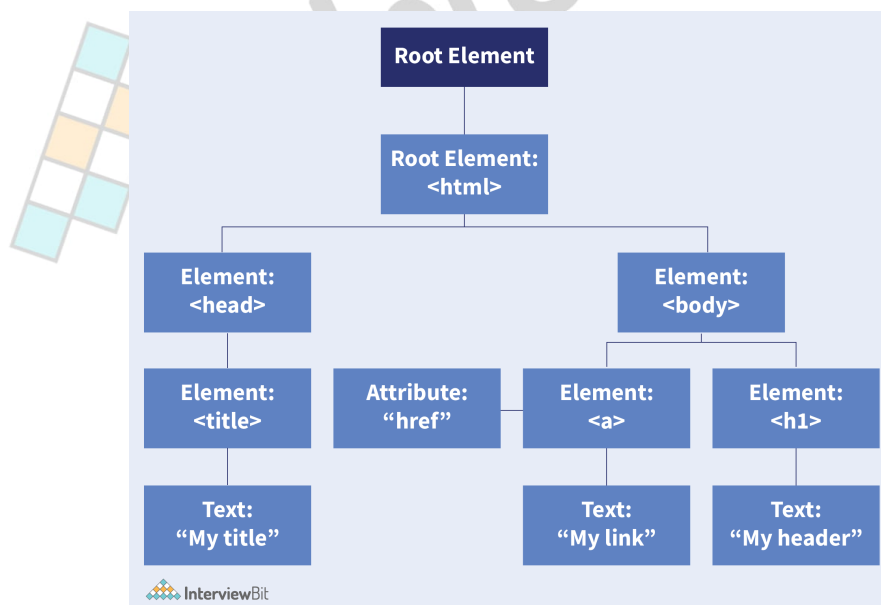 Root Element
Root Element:
<html>
Element:
<head>
Element:
<body>
Element:
<title>
Attribute:
“href”
Element:
<a>
Element:
<h1>
Text:
“My title”
Text:
“My link”
Text:
“My header”
InterviewBit